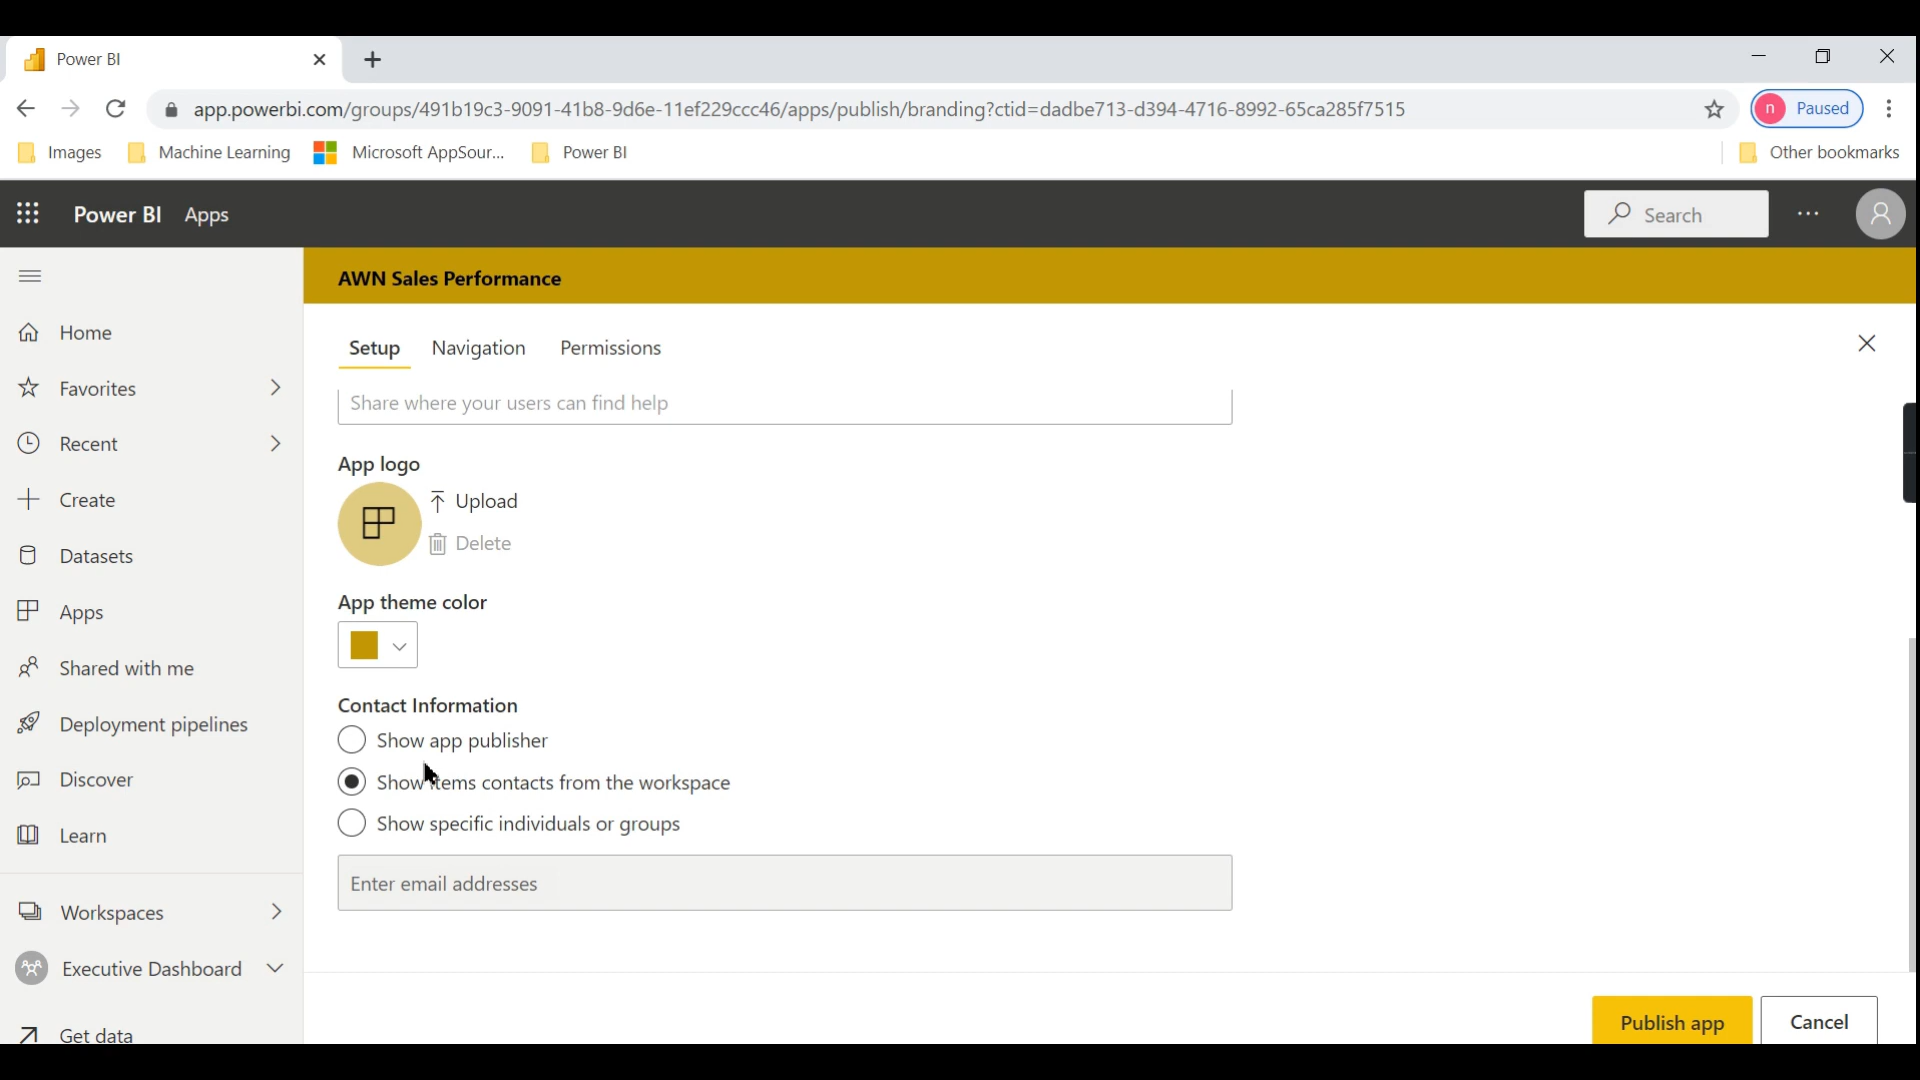 Power BI
app.powerbi.com/groups/491b19c3-9091-41b8-9d6e-11ef229ccc46/apps/publish/branding?ctid=dadbe713-d394-4716-8992-65ca285f7515
n Paused
Images Machine Learning Microsoft AppSour... Power BI Other bookmarks
Power BI Apps Search
AWN Sales Performance
Home
Favorites
Recent
Create
Datasets
Apps
Shared with me
Deployment pipelines
Discover
Learn
Workspaces
Executive Dashboard
Get data
Setup Navigation Permissions
Share where your users can find help
App logo
Upload
Delete
App theme color
Contact Information
Show app publisher
Show items contacts from the workspace
Show specific individuals or groups
Enter email addresses
Publish app Cancel